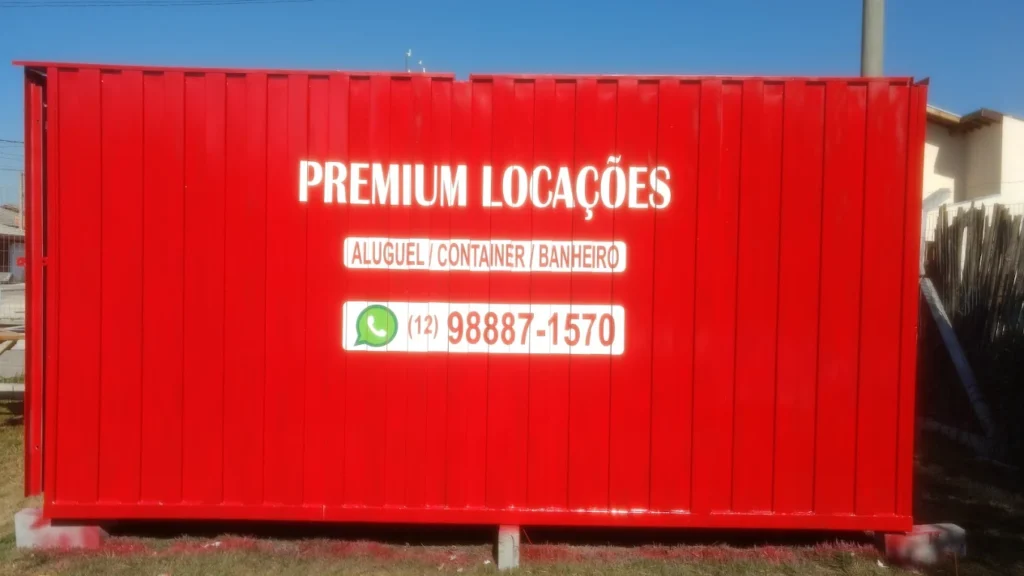 PREMIUM LOCAÇÕES
ALUGUEL / CONTAINER / BANHEIRO
(12) 98887-1570